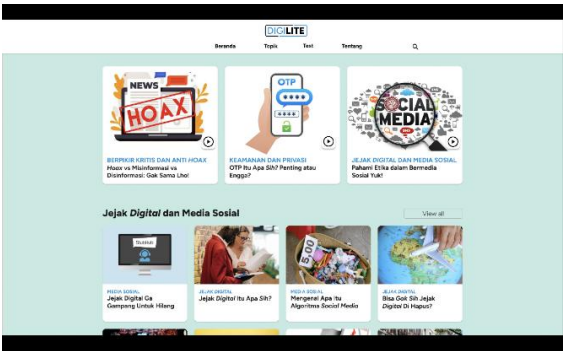 DIGILITE
Beranda Topik Test Tentang
NEWS
HOAX
OTP
SOCIAL
MEDIA
BERPIKIR KRITIS DAN ANTI HOAX
Hoax vs Misinformasi vs
Disinformasi: Gak Sama Lho!
KEAMANAN DAN PRIVASI
OTP Itu Apa Sih? Penting atau
Engga?
JEJAK DIGITAL DAN MEDIA SOSIAL
Pahami Etika dalam Bermedia
Sosial Yuk!
Jejak Digital dan Media Sosial
View all
5,00
MEDIA SOSIAL
Jejak Digital Ga
Gampang Untuk Hilang
JEJAK DIGITAL
Jejak Digital Itu Apa Sih?
MEDIA SOSIAL
Mengenal Apa Itu
Algoritma Social Media
JEJAK DIGITAL
Bisa Gak Sih Jejak
Digital Di Hapus?